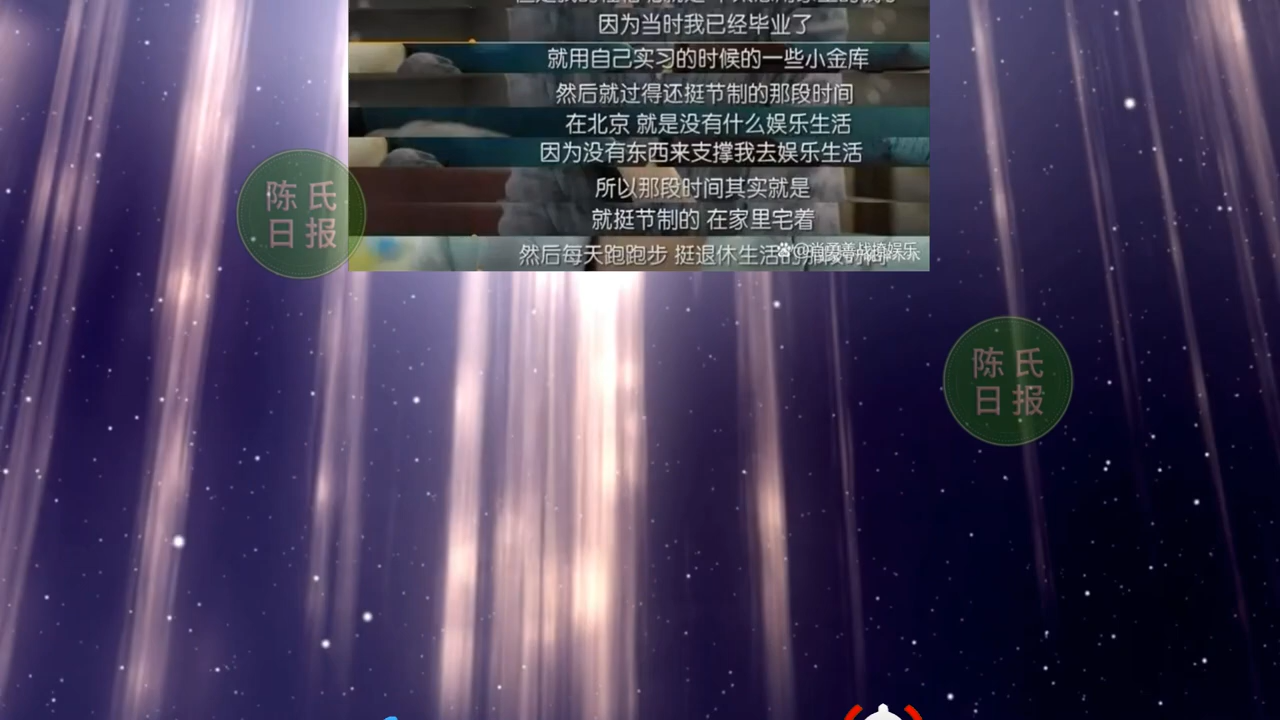 因为当时我已经毕业了
就用自己实习的时候的一些小金库
然后就过得还挺节制的那段时间
在北京 就是没有什么娱乐生活
因为没有东西来支撑我去娱乐生活
所以那段时间其实就是
就挺节制的 在家里宅着
然后每天跑跑步 挺退休生活的 那段时间
陈氏
日报
陈氏
日报